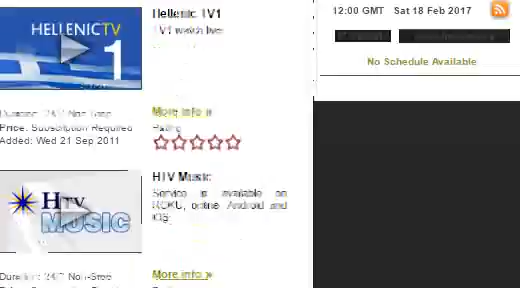 HELLENICTV
1
Hellenic TV1
TV1 watch live
Duration: 24/7 Non-Stop
Price: Subscription Required
Added: Wed 21 Sep 2011
More info »
Rating
HTV
MUSIC
HTV Music
Service is available on
ROKU, online, Android and
iOS
Duration: 24/7 Non-Stop
More info »
12:00 GMT Sat 18 Feb 2017
No Schedule Available